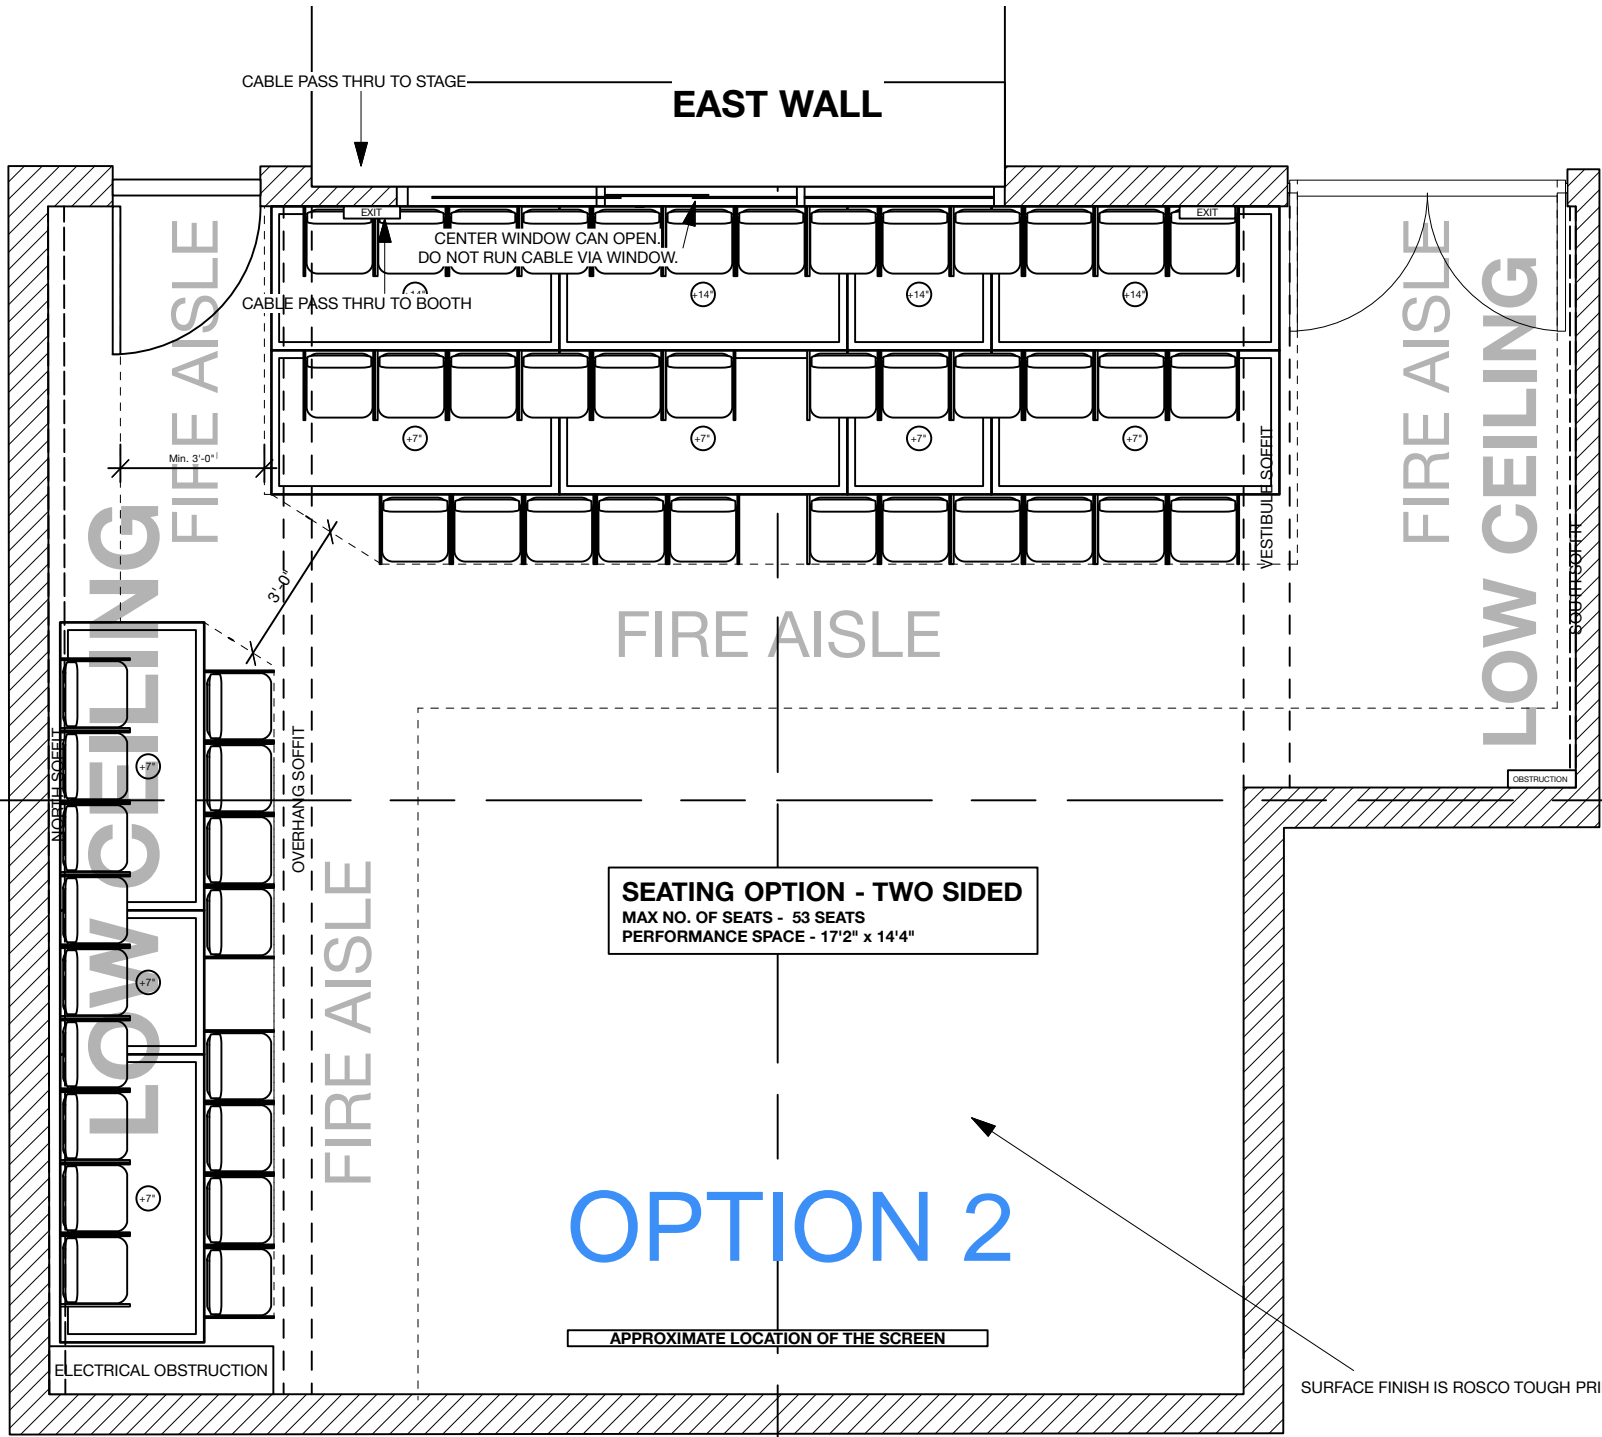 CABLE PASS THRU TO STAGE
EAST WALL
EXIT
EXIT
CENTER WINDOW CAN OPEN.
DO NOT RUN CABLE VIA WINDOW.
CABLE PASS THRU TO BOOTH
+14"
+14"
+14"
+14"
FIRE AISLE
FIRE AISLE
LOW CEILING
+7"
+7"
+7"
+7"
Min. 3'-0"
VESTIBULE SOFFIT
SOUTH SOFFIT
3'-0"
FIRE AISLE
LOW CEILING
NORTH SOFFIT
+7"
OVERHANG SOFFIT
OBSTRUCTION
SEATING OPTION - TWO SIDED
MAX NO. OF SEATS - 53 SEATS
PERFORMANCE SPACE - 17'2" x 14'4"
+7"
FIRE AISLE
+7"
OPTION 2
APPROXIMATE LOCATION OF THE SCREEN
ELECTRICAL OBSTRUCTION
SURFACE FINISH IS ROSCO TOUGH PRI